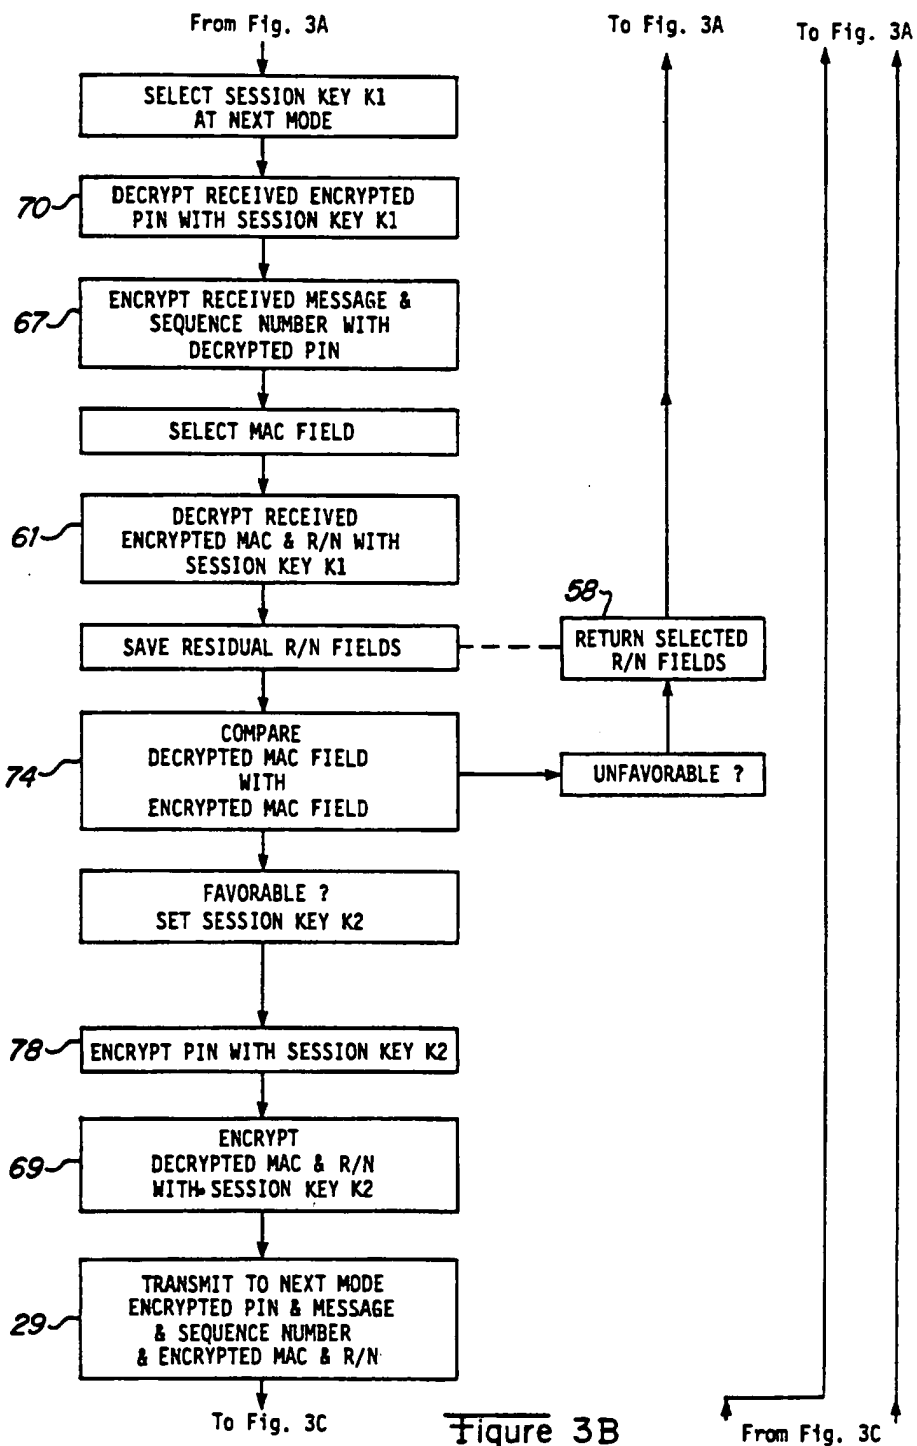 From Fig. 3A
To Fig. 3A
To Fig. 3A
SELECT SESSION KEY K1
AT NEXT MODE
70
DECRYPT RECEIVED ENCRYPTED
PIN WITH SESSION KEY K1
67
ENCRYPT RECEIVED MESSAGE &
SEQUENCE NUMBER WITH
DECRYPTED PIN
SELECT MAC FIELD
61
DECRYPT RECEIVED
ENCRYPTED MAC & R/N WITH
SESSION KEY K1
SAVE RESIDUAL R/N FIELDS
58
RETURN SELECTED
R/N FIELDS
74
COMPARE
DECRYPTED MAC FIELD
WITH
ENCRYPTED MAC FIELD
UNFAVORABLE ?
FAVORABLE ?
SET SESSION KEY K2
78
ENCRYPT PIN WITH SESSION KEY K2
69
ENCRYPT
DECRYPTED MAC & R/N
WITH SESSION KEY K2
29
TRANSMIT TO NEXT MODE
ENCRYPTED PIN & MESSAGE
& SEQUENCE NUMBER
& ENCRYPTED MAC & R/N
To Fig. 3C
Figure 3B
From Fig. 3C